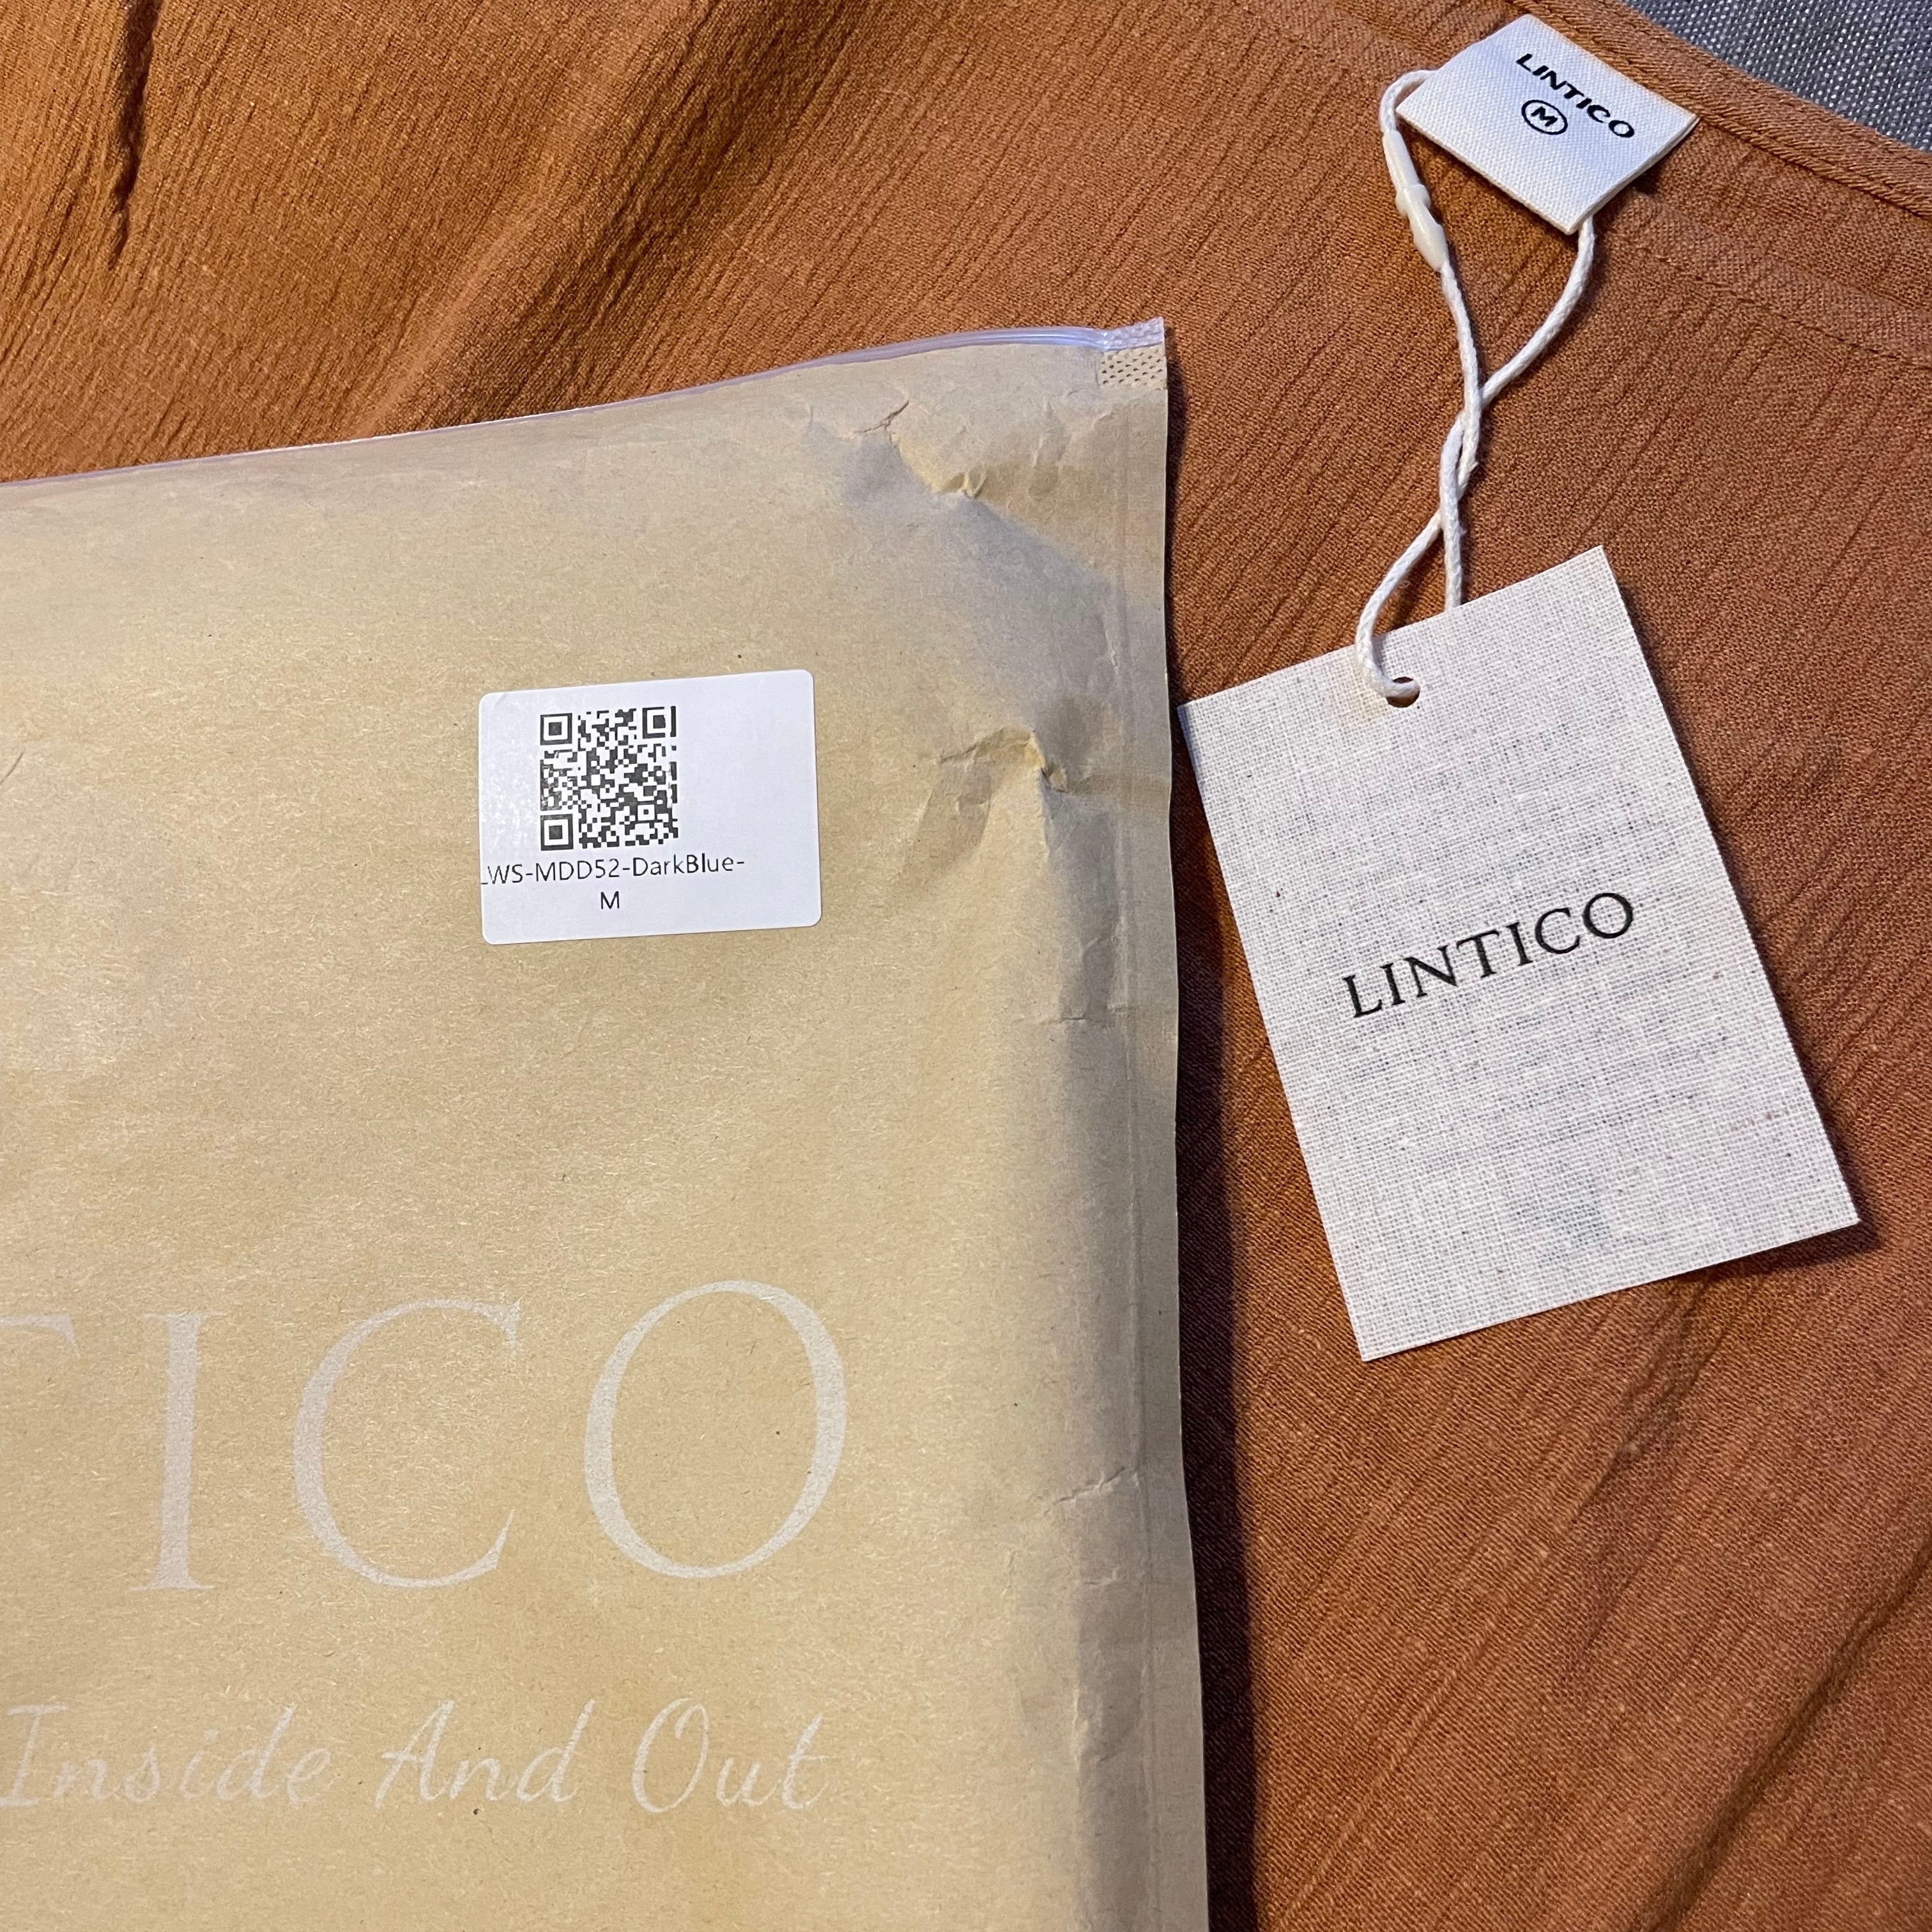 LINTICO
M
LWS-MDD52-DarkBlue-
M
LINTICO
TICO
Inside And Out